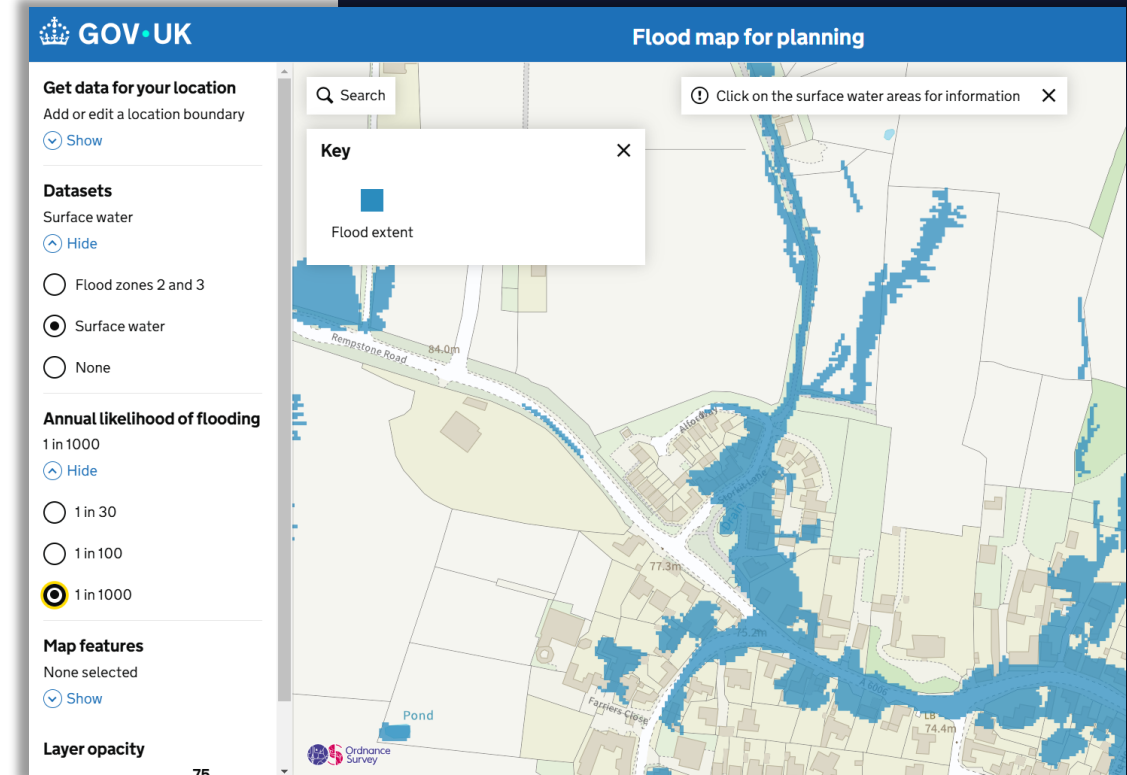 GOV·UK
Flood map for planning
Get data for your location
Add or edit a location boundary
Show
Datasets
Surface water
Hide
Flood zones 2 and 3
Surface water
None
Annual likelihood of flooding
1 in 1000
Hide
1 in 30
1 in 100
1 in 1000
Map features
None selected
Show
Layer opacity
75
Search
Click on the surface water areas for information
Key
Flood extent
Rempstone Road
84.0m
Drain
77.3m
75.2m
A 6006
Farriers Close
LB
74.4m
Pond
Ordnance
Survey